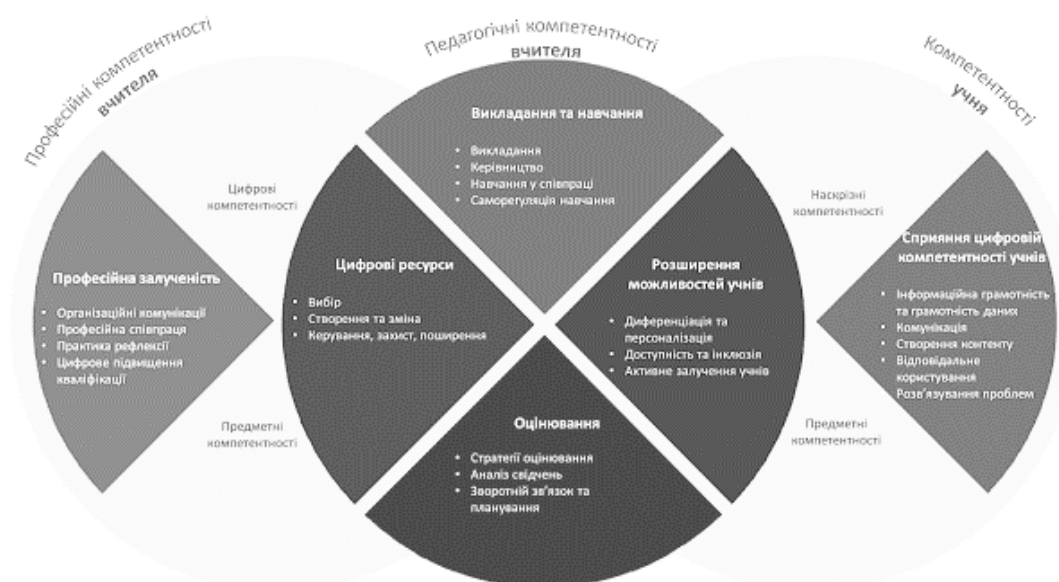 Професійні компетентності
вчителя
Педагогічні компетентності
вчителя
Компетентності
учня
Викладання та навчання
• Викладання
• Керівництво
• Навчання у співпраці
• Саморегуляція навчання
Цифрові
компетентності
Наскрізні
компетентності
Професійна залученість
• Організаційні комунікації
• Професійна співпраця
• Практика рефлексії
• Цифрове підвищення
кваліфікації
Цифрові ресурси
• Вибір
• Створення та зміна
• Керування, захист, поширення
Розширення
можливостей учнів
• Диференціація та
персоналізація
• Доступність та інклюзія
• Активне залучення учнів
Сприяння цифровій
компетентності учнів
• Інформаційна грамотність
та грамотність даних
• Комунікація
• Створення контенту
• Відповідальне
користування
Розв'язування проблем
Предметні
компетентності
Оцінювання
• Стратегії оцінювання
• Аналіз свідчень
• Зворотній зв'язок та
планування
Предметні
компетентності